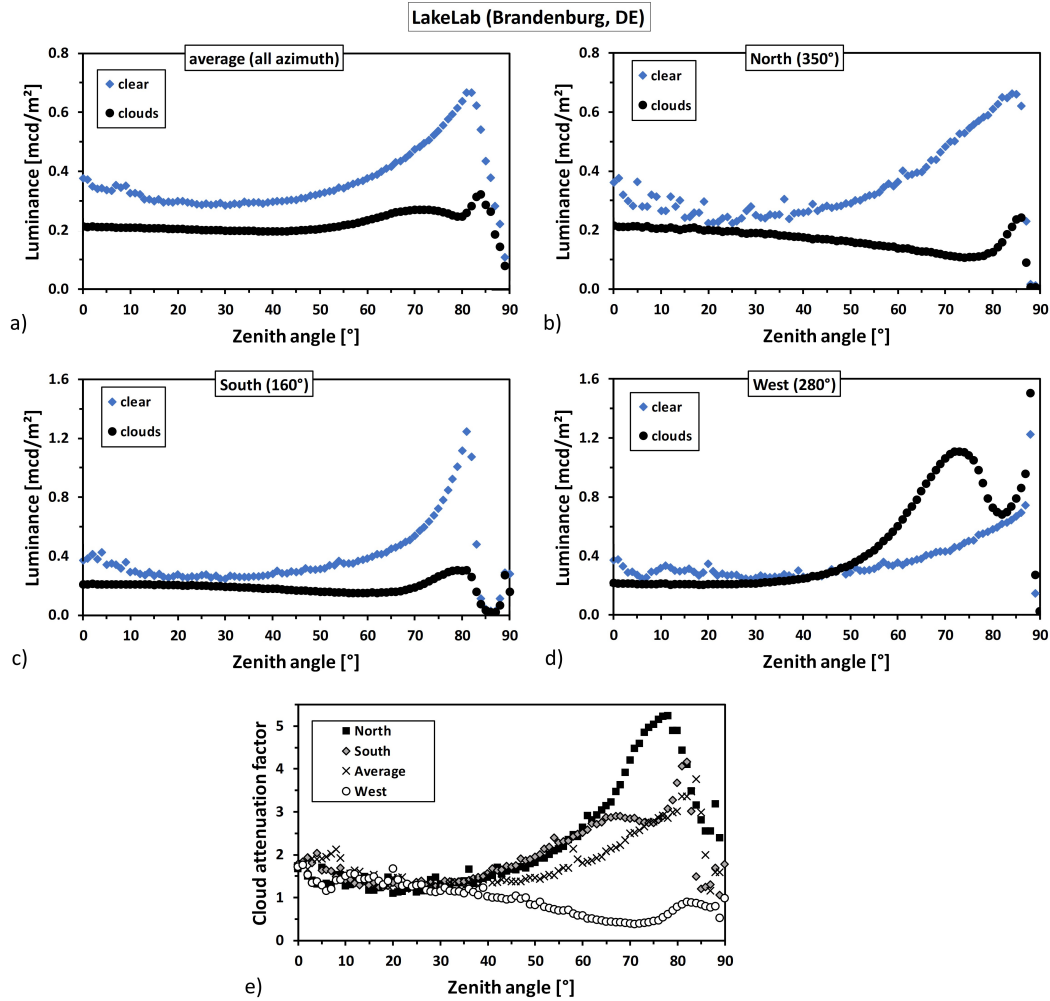 LakeLab (Brandenburg, DE)
average (all azimuth)
clear
clouds
Luminance [mcd/m²]
0.8
0.6
0.4
0.2
0.0
0 10 20 30 40 50 60 70 80 90
Zenith angle [°]
a)
North (350°)
clear
clouds
Luminance [mcd/m²]
0.8
0.6
0.4
0.2
0.0
0 10 20 30 40 50 60 70 80 90
Zenith angle [°]
b)
South (160°)
clear
clouds
Luminance [mcd/m²]
1.6
1.2
0.8
0.4
0.0
0 10 20 30 40 50 60 70 80 90
Zenith angle [°]
c)
West (280°)
clear
clouds
Luminance [mcd/m²]
1.6
1.2
0.8
0.4
0.0
0 10 20 30 40 50 60 70 80 90
Zenith angle [°]
d)
North
South
Average
West
Cloud attenuation factor
5
4
3
2
1
0
0 10 20 30 40 50 60 70 80 90
Zenith angle [°]
e)